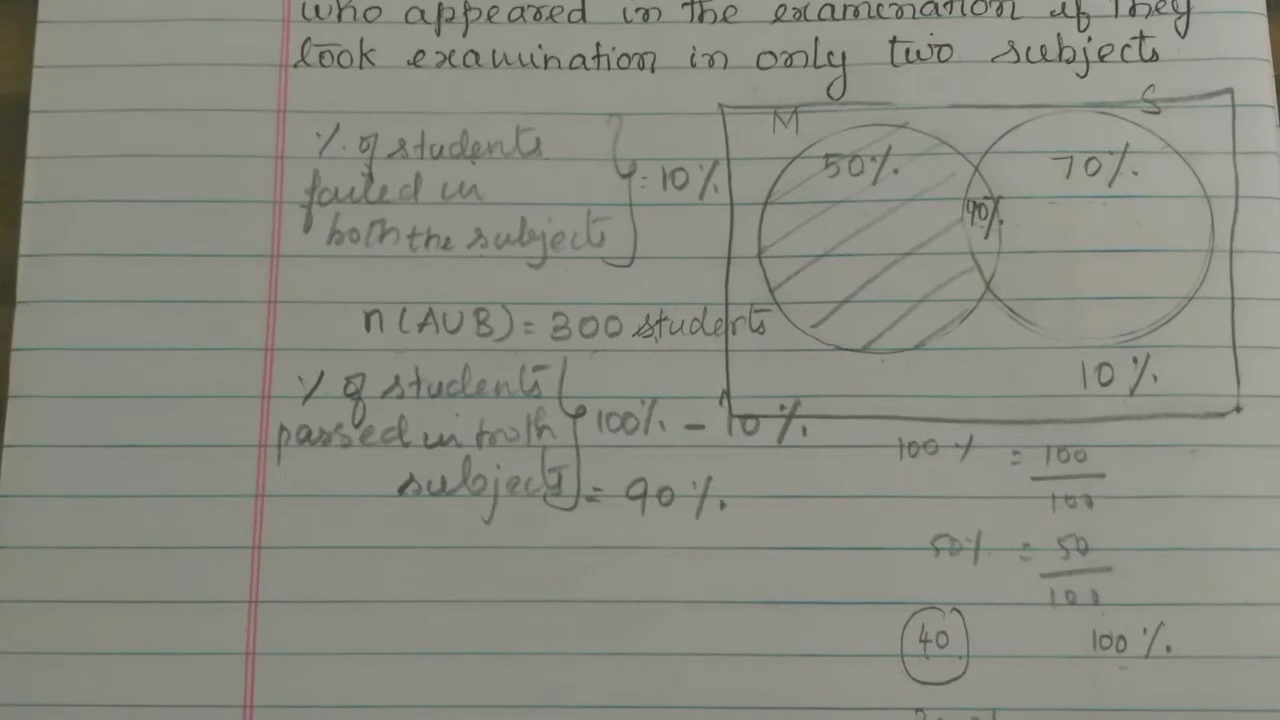 who appeared in the examination if they
took examination in only two subjects
% of students
failed in
both the subject
= 10%
M
S
50%
70%
90%
10%
n(AUB) = 300 students
% of students
passed in both
subject
100% - 10%
= 90%
100% = 100
100
50% = 50
100
40
100%